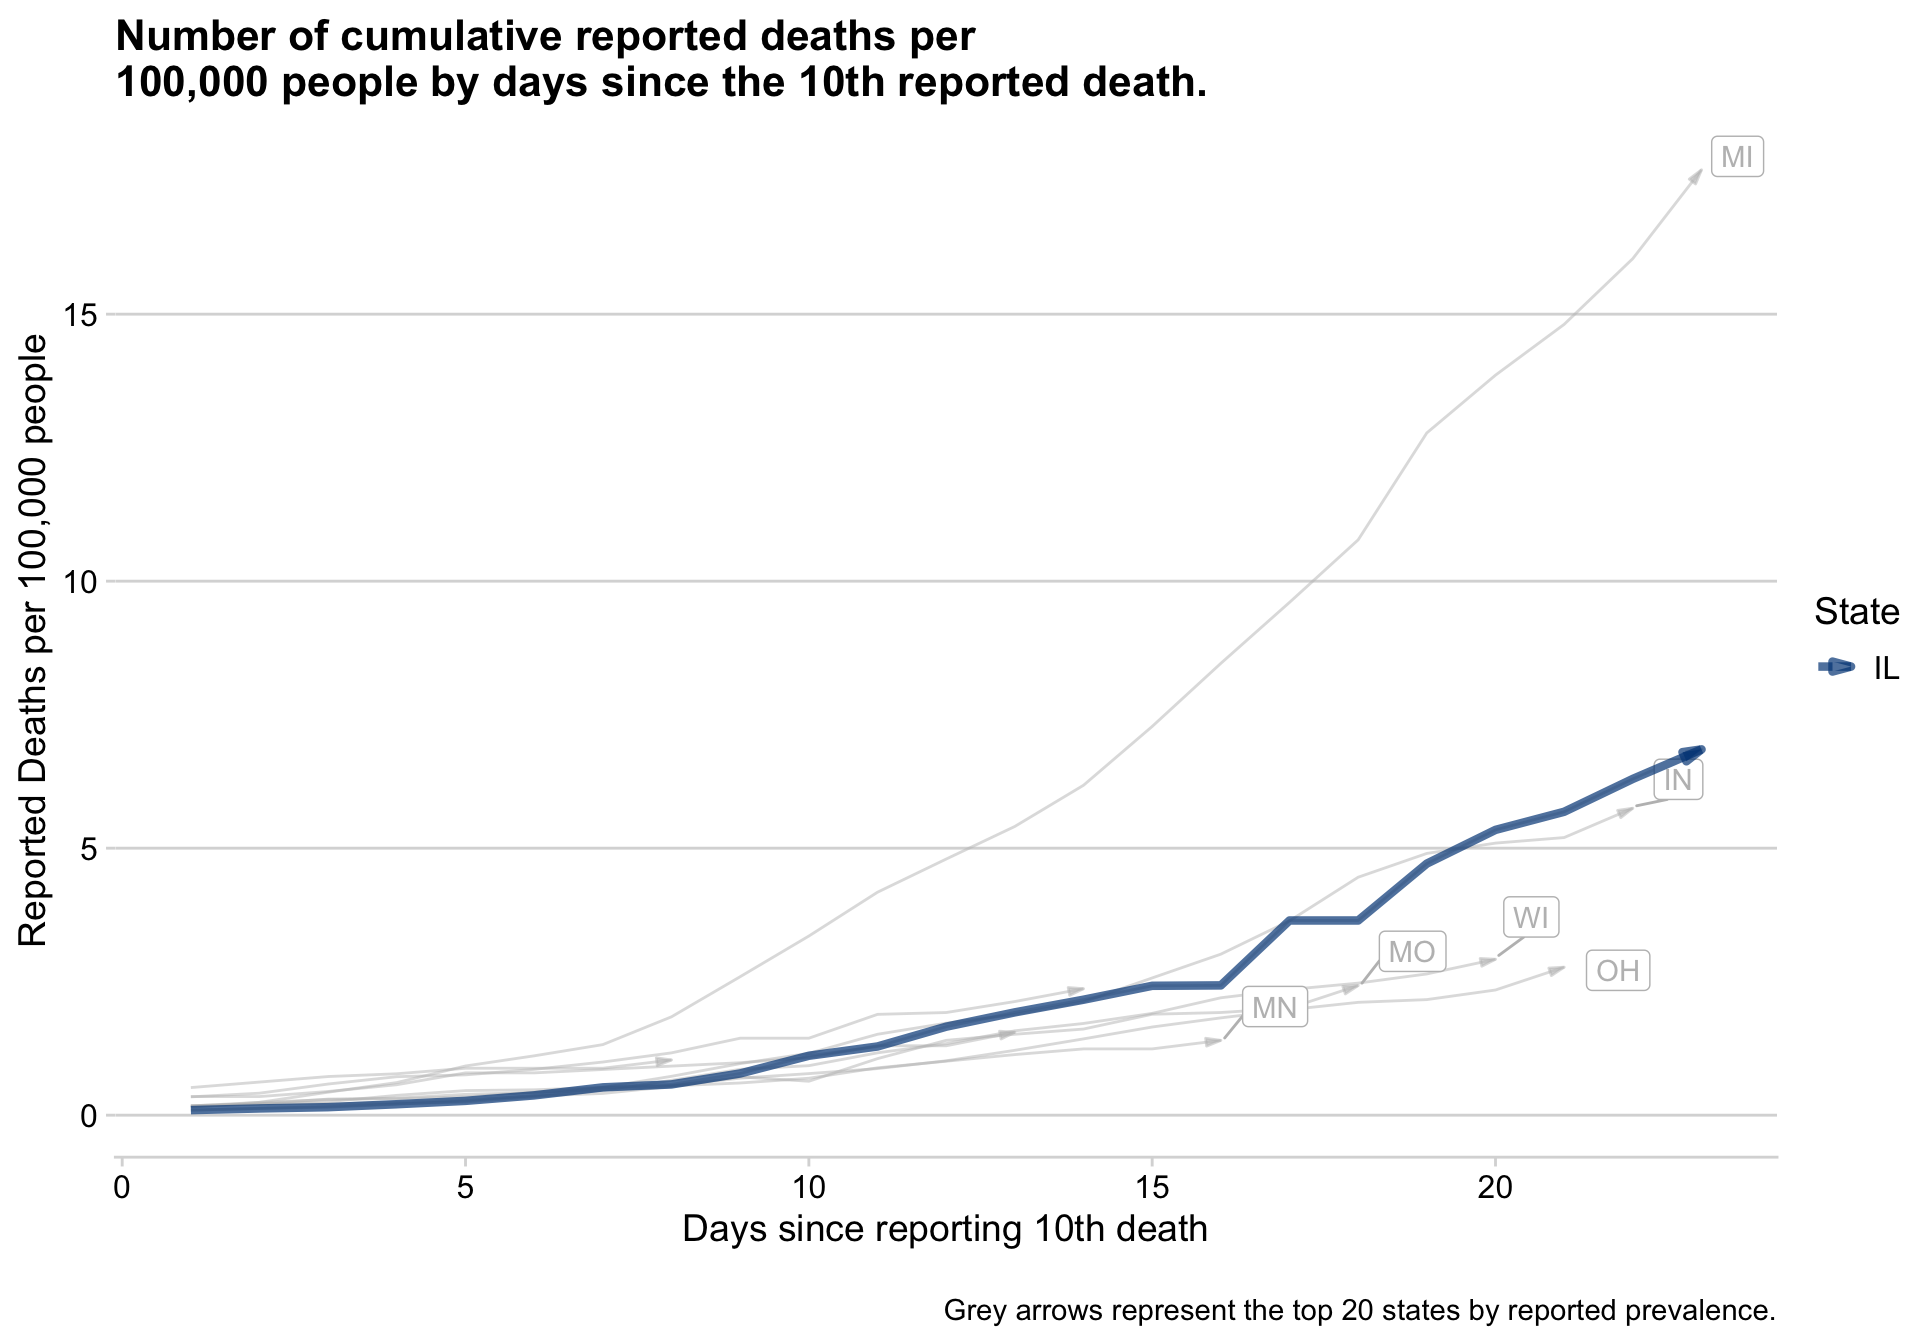 Number of cumulative reported deaths per
100,000 people by days since the 10th reported death.
MI
15
10
5
0
Reported Deaths per 100,000 people
State
IL
IN
WI
MO
OH
MN
0 5 10 15 20
Days since reporting 10th death
Grey arrows represent the top 20 states by reported prevalence.